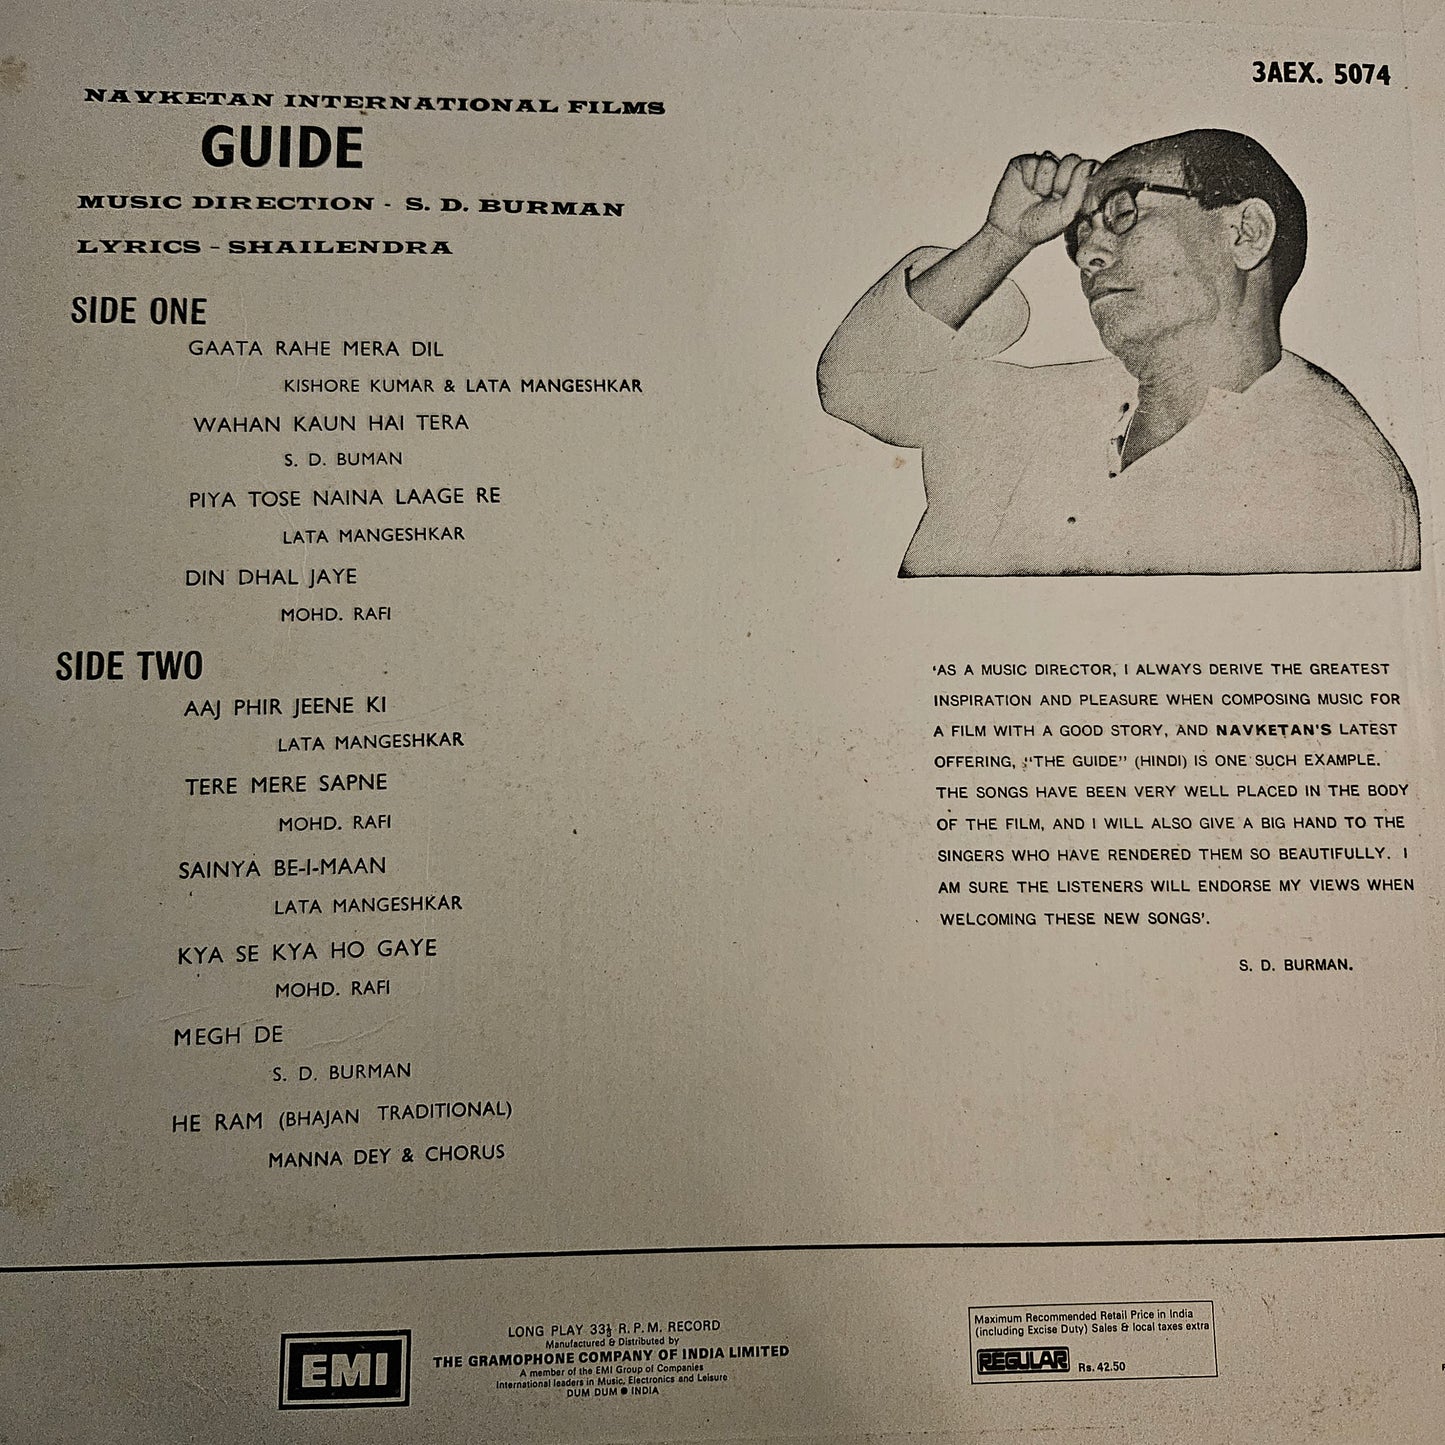 3AEX. 5074
NAVKETAN INTERNATIONAL FILMS
GUIDE
MUSIC DIRECTION - S. D. BURMAN
LYRICS - SHAILENDRA
SIDE ONE
GAATA RAHE MERA DIL
KISHORE KUMAR & LATA MANGESHKAR
WAHAN KAUN HAI TERA
S. D. BUMAN
PIYA TOSE NAINA LAAGE RE
LATA MANGESHKAR
DIN DHAL JAYE
MOHD. RAFI
SIDE TWO
AAJ PHIR JEENE KI
LATA MANGESHKAR
TERE MERE SAPNE
MOHD. RAFI
SAINYA BE-I-MAAN
LATA MANGESHKAR
KYA SE KYA HO GAYE
MOHD. RAFI
MEGH DE
S. D. BURMAN
HE RAM (BHAJAN TRADITIONAL)
MANNA DEY & CHORUS
'AS A MUSIC DIRECTOR, I ALWAYS DERIVE THE GREATEST
INSPIRATION AND PLEASURE WHEN COMPOSING MUSIC FOR
A FILM WITH A GOOD STORY, AND NAVKETAN'S LATEST
OFFERING, "THE GUIDE" (HINDI) IS ONE SUCH EXAMPLE.
THE SONGS HAVE BEEN VERY WELL PLACED IN THE BODY
OF THE FILM, AND I WILL ALSO GIVE A BIG HAND TO THE
SINGERS WHO HAVE RENDERED THEM SO BEAUTIFULLY. I
AM SURE THE LISTENERS WILL ENDORSE MY VIEWS WHEN
WELCOMING THESE NEW SONGS'.
S. D. BURMAN.
EMI
LONG PLAY 33⅓ R.P.M. RECORD
Manufactured & Distributed by
THE GRAMOPHONE COMPANY OF INDIA LIMITED
A member of the EMI Group of Companies
International leaders in Music, Electronics and Leisure
DUM DUM ● INDIA
Maximum Recommended Retail Price in India
(including Excise Duty) Sales & local taxes extra
REGULAR Rs. 42.50